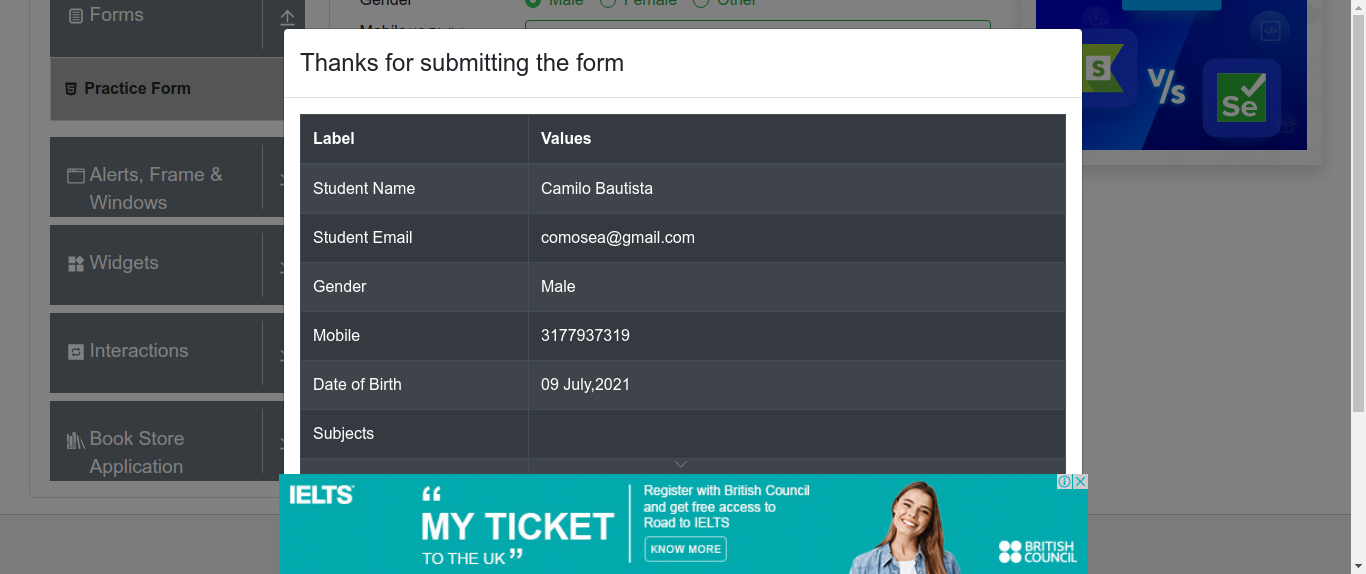 Forms
Gender
Male
Female
Other
Practice Form
Alerts, Frame &
Windows
Widgets
Interactions
Book Store
Application
S
V/s
Se
Thanks for submitting the form
Label Values
Student Name Camilo Bautista
Student Email comosea@gmail.com
Gender Male
Mobile 3177937319
Date of Birth 09 July,2021
Subjects
IELTS
“
MY TICKET
TO THE UK ”
Register with British Council
and get free access to
Road to IELTS
KNOW MORE
BRITISH
COUNCIL